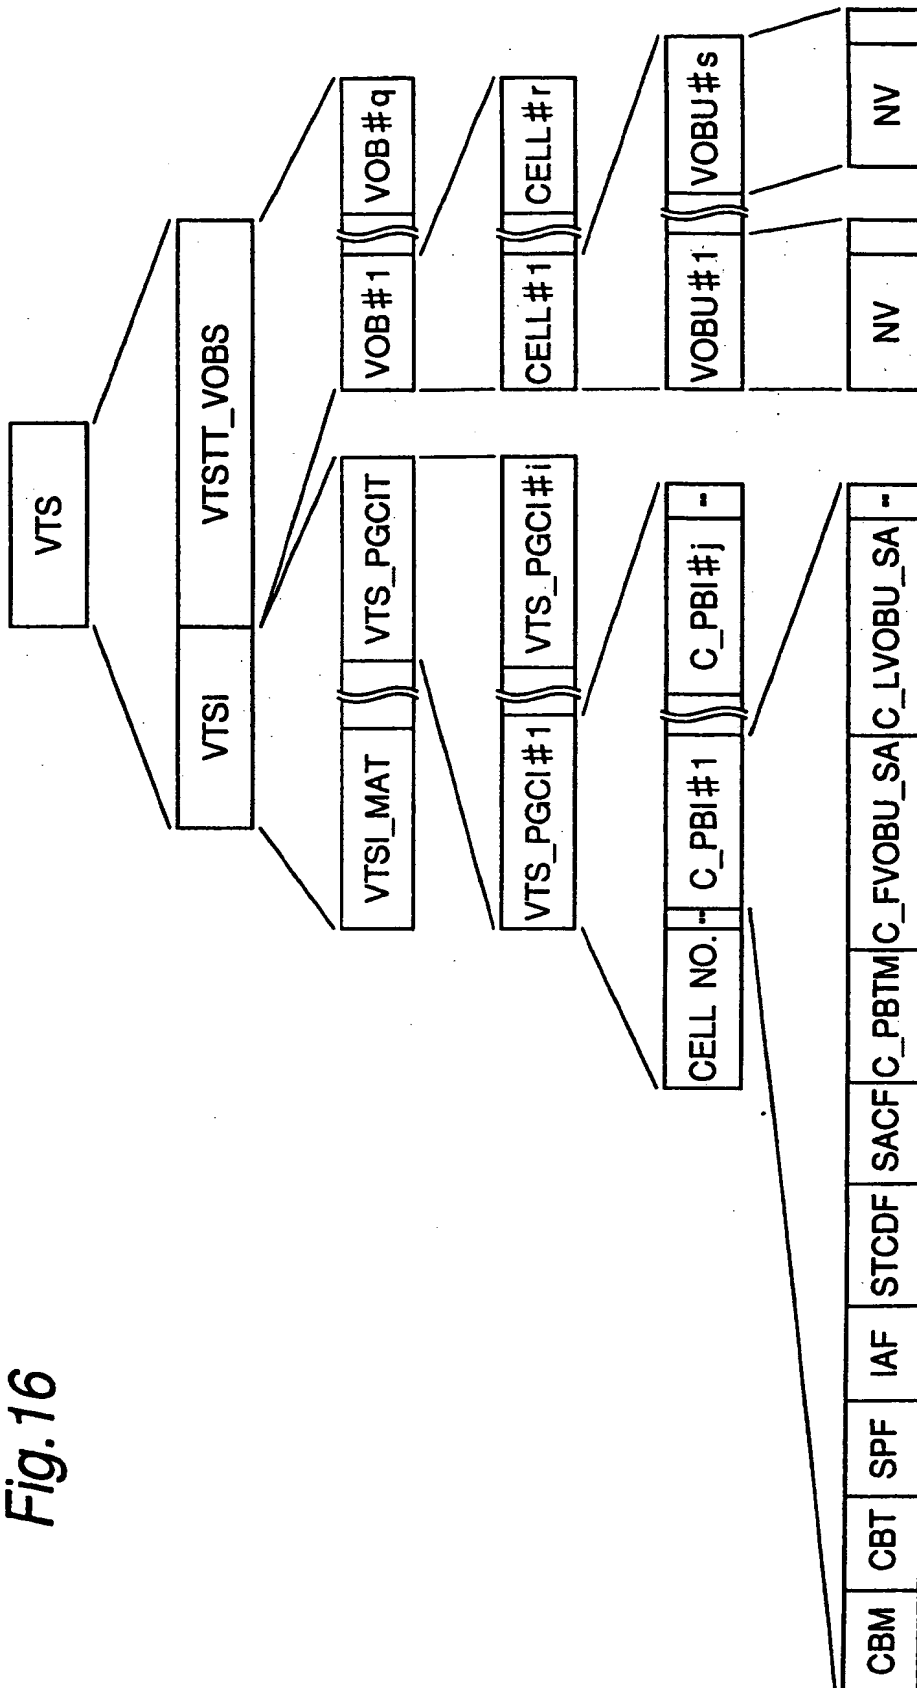 Fig.16
VTS
VTSI VTSTT_VOBS
VTSI_MAT VTS_PGCIT VOB#1 VOB#q
VTS_PGCI#1 VTS_PGCI#i CELL#1 CELL#r
CELL NO. -- C_PBI#1 C_PBI#j -- VOBU#1 VOBU#s
CBM CBT SPF IAF STCDF SACF C_PBTM C_FVOBU_SA C_LVOBU_SA -- NV NV